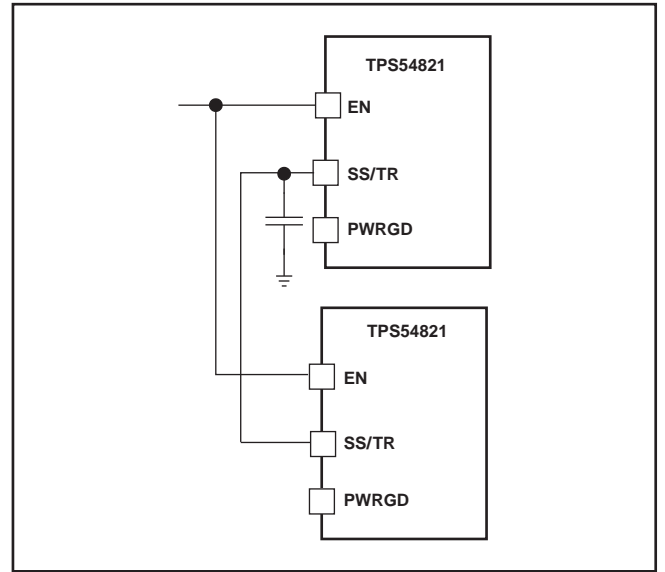 TPS54821
EN
SS/TR
PWRGD
TPS54821
EN
SS/TR
PWRGD